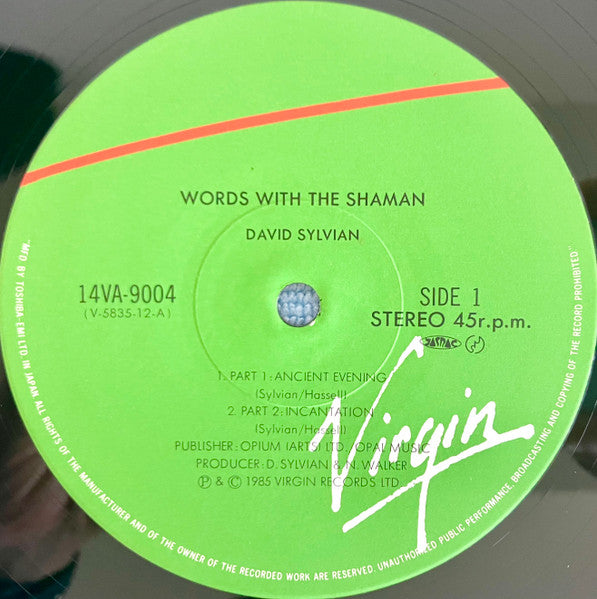 WORDS WITH THE SHAMAN
DAVID SYLVIAN
14VA-9004
(V-5835-12-A)
SIDE 1
STEREO 45r.p.m.
JASRAC
1. PART 1: ANCIENT EVENING
(Sylvian/Hassell)
2. PART 2: INCANTATION
(Sylvian/Hassell)
PUBLISHER: OPIUM (ARTS) LTD., OPAL MUSIC
PRODUCER: D. SYLVIAN & N. WALKER
Ⓟ & © 1985 VIRGIN RECORDS LTD.
Virgin
"MFD. BY TOSHIBA-EMI LTD. IN JAPAN. ALL RIGHTS OF THE MANUFACTURER AND OF THE OWNER OF THE RECORDED WORK ARE RESERVED. UNAUTHORIZED PUBLIC PERFORMANCE, BROADCASTING AND COPYING OF THE RECORD PROHIBITED"